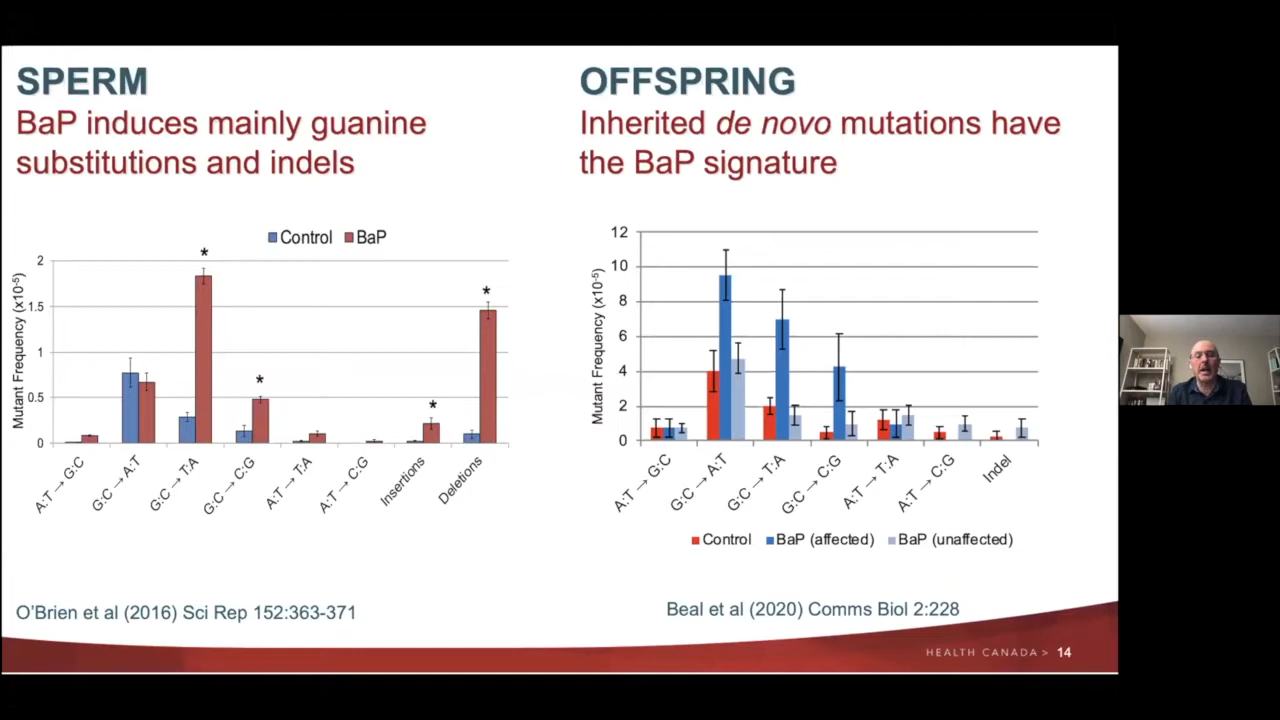 SPERM
BaP induces mainly guanine
substitutions and indels
Control
BaP
*
*
*
*
*
Mutant Frequency (x10-5)
2
1.5
1
0.5
0
A:T → G:C
G:C → A:T
G:C → T:A
G:C → C:G
A:T → T:A
A:T → C:G
Insertions
Deletions
O'Brien et al (2016) Sci Rep 152:363-371
OFFSPRING
Inherited de novo mutations have
the BaP signature
Mutant Frequency (x10-5)
12
10
8
6
4
2
0
A:T → G:C
G:C → A:T
G:C → T:A
G:C → C:G
A:T → T:A
A:T → C:G
Indel
Control
BaP (affected)
BaP (unaffected)
Beal et al (2020) Comms Biol 2:228
HEALTH CANADA > 14